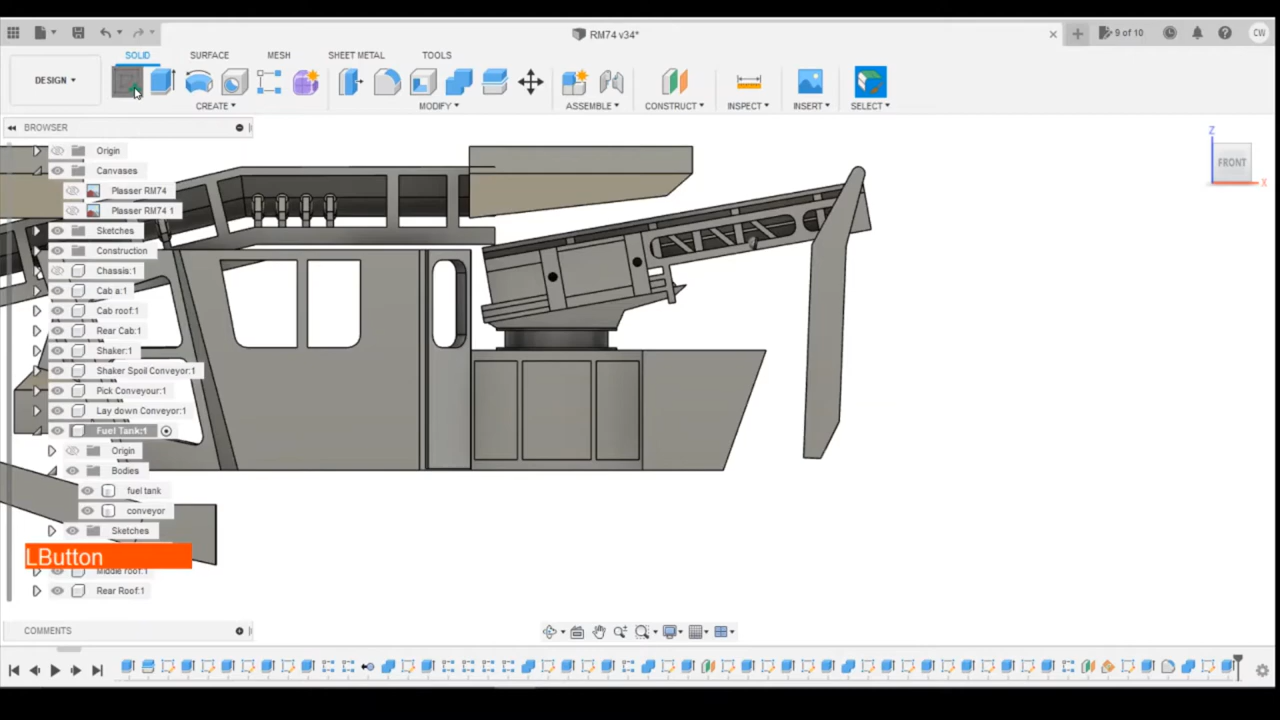 RM74 v34*
9 of 10
CW
SOLID
SURFACE
MESH
SHEET METAL
TOOLS
DESIGN
CREATE
MODIFY
ASSEMBLE
CONSTRUCT
INSPECT
INSERT
SELECT
BROWSER
Origin
Canvases
Plasser RM74
Plasser RM74 1
Sketches
Construction
Chassis:1
Cab a:1
Cab roof:1
Rear Cab:1
Shaker:1
Shaker Spoil Conveyor:1
Pick Conveyour:1
Lay down Conveyor:1
Fuel Tank:1
Origin
Bodies
fuel tank
conveyor
Sketches
LButton
Middle roof:1
Rear Roof:1
Z
FRONT
X
COMMENTS